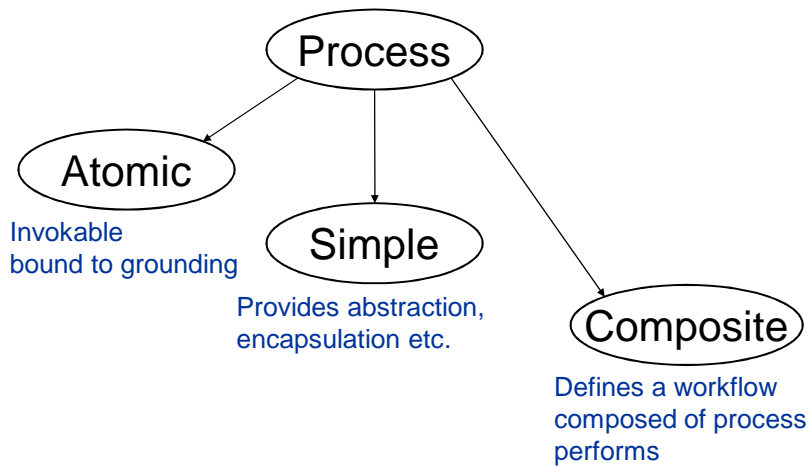 Process
Atomic
Invokable
bound to grounding
Simple
Provides abstraction,
encapsulation etc.
Composite
Defines a workflow
composed of process
performs